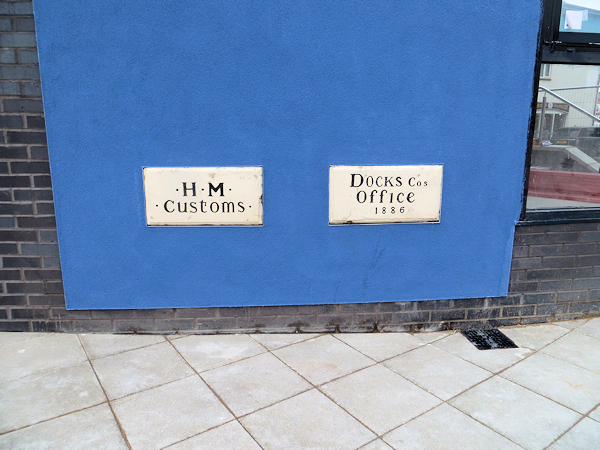 ·H·M·
·Customs·
DOCKS Cos
Office
1886